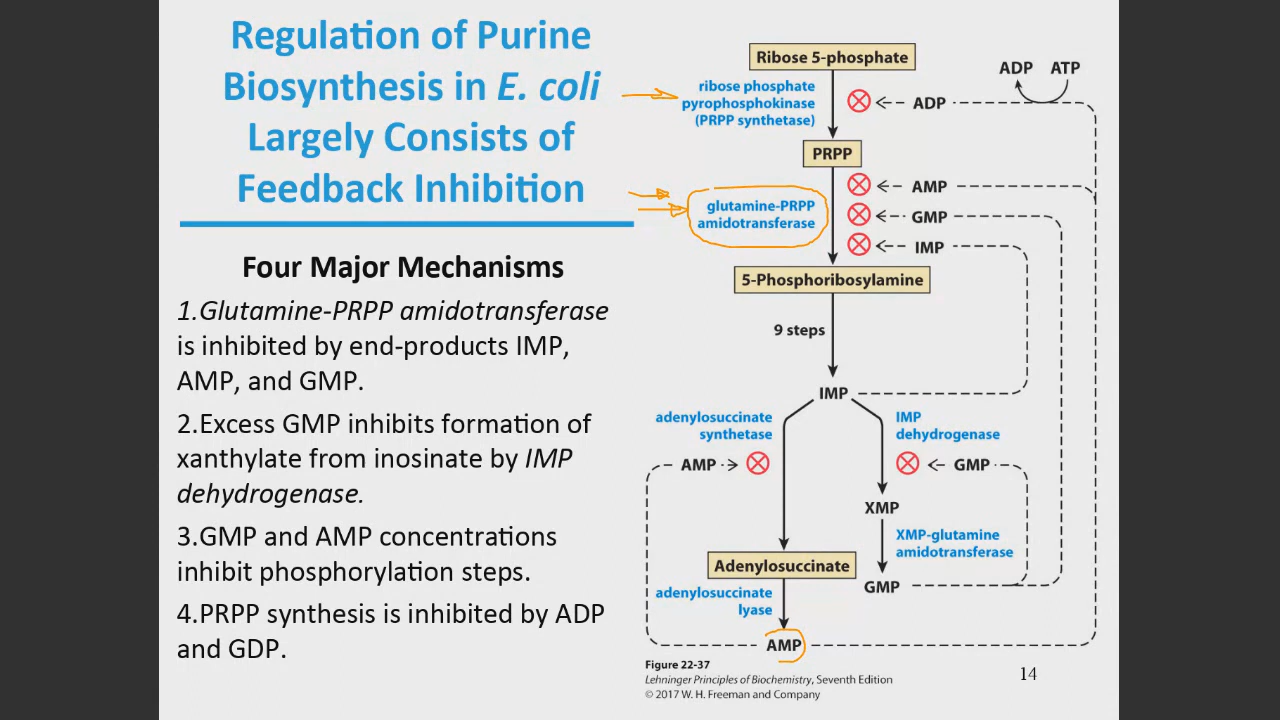 Regulation of Purine
Biosynthesis in E. coli
Largely Consists of
Feedback Inhibition
Four Major Mechanisms
1.Glutamine-PRPP amidotransferase
is inhibited by end-products IMP,
AMP, and GMP.
2.Excess GMP inhibits formation of
xanthylate from inosinate by IMP
dehydrogenase.
3.GMP and AMP concentrations
inhibit phosphorylation steps.
4.PRPP synthesis is inhibited by ADP
and GDP.
Ribose 5-phosphate
ADP ATP
ribose phosphate
pyrophosphokinase
(PRPP synthetase)
ADP
PRPP
AMP
glutamine-PRPP
amidotransferase
GMP
IMP
5-Phosphoribosylamine
9 steps
IMP
adenylosuccinate
synthetase
IMP
dehydrogenase
AMP
GMP
XMP
XMP-glutamine
amidotransferase
Adenylosuccinate
GMP
adenylosuccinate
lyase
AMP
Figure 22-37
Lehninger Principles of Biochemistry, Seventh Edition
© 2017 W. H. Freeman and Company
14